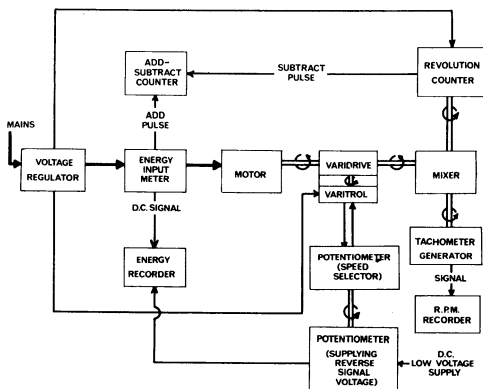 ADD-
SUBTRACT
COUNTER
SUBTRACT
PULSE
REVOLUTION
COUNTER
MAINS
ADD
PULSE
VOLTAGE
REGULATOR
ENERGY
INPUT
METER
MOTOR
VARIDRIVE
VARITROL
MIXER
D.C. SIGNAL
ENERGY
RECORDER
POTENTIOMETER
(SPEED
SELECTOR)
TACHOMETER
GENERATOR
SIGNAL
R.P.M.
RECORDER
POTENTIOMETER
(SUPPLYING
REVERSE
SIGNAL
VOLTAGE)
D.C.
LOW VOLTAGE
SUPPLY